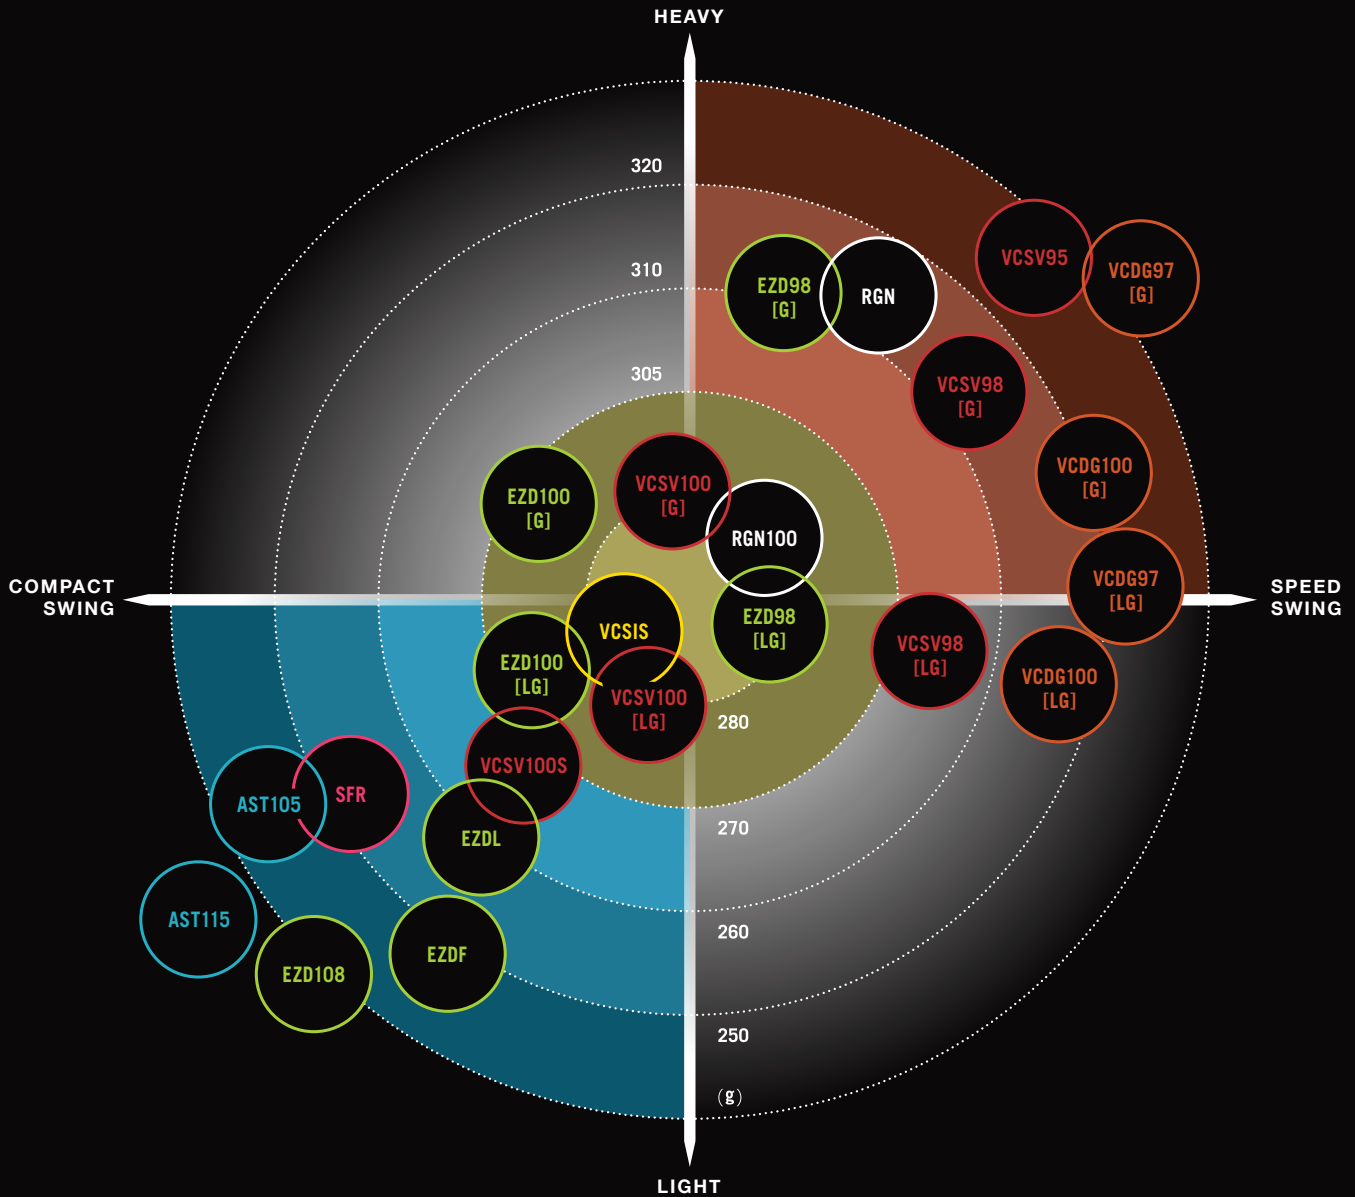 HEAVY
320
310
305
VCSV95
VCDG97
[G]
EZD98
[G]
RGN
VCSV98
[G]
VCDG100
[G]
VCSV100
[G]
EZD100
[G]
RGN100
COMPACT
SWING
SPEED
SWING
VCDG97
[LG]
VCSIS
EZD98
[LG]
VCSV98
[LG]
EZD100
[LG]
VCDG100
[LG]
VCSV100
[LG]
280
VCSV100S
SFR
AST105
270
EZDL
AST115
260
EZDF
EZD108
250
(g)
LIGHT